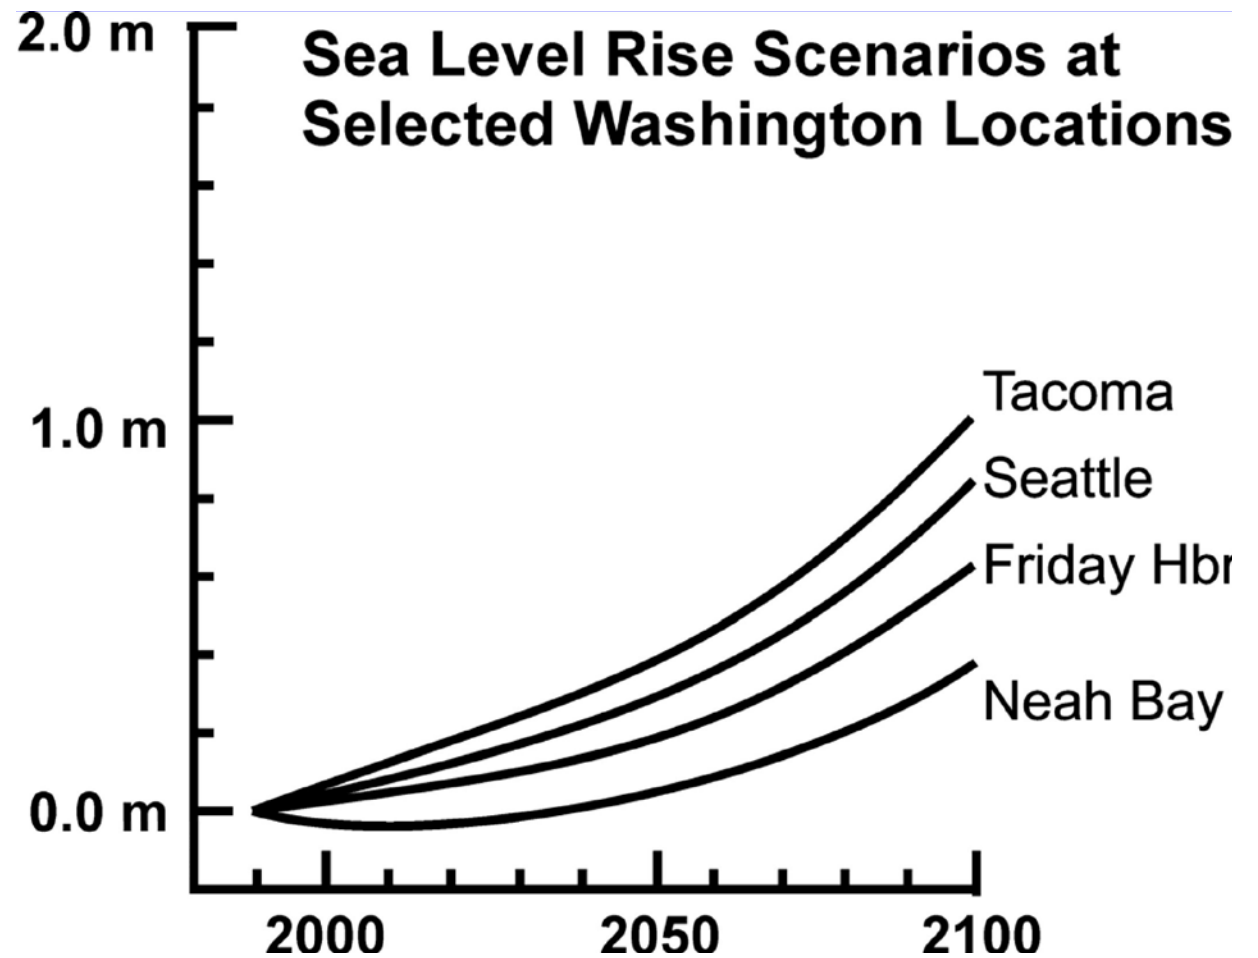 2.0 m
Sea Level Rise Scenarios at
Selected Washington Locations
Tacoma
1.0 m
Seattle
Friday Hbr
Neah Bay
0.0 m
2000 2050 2100